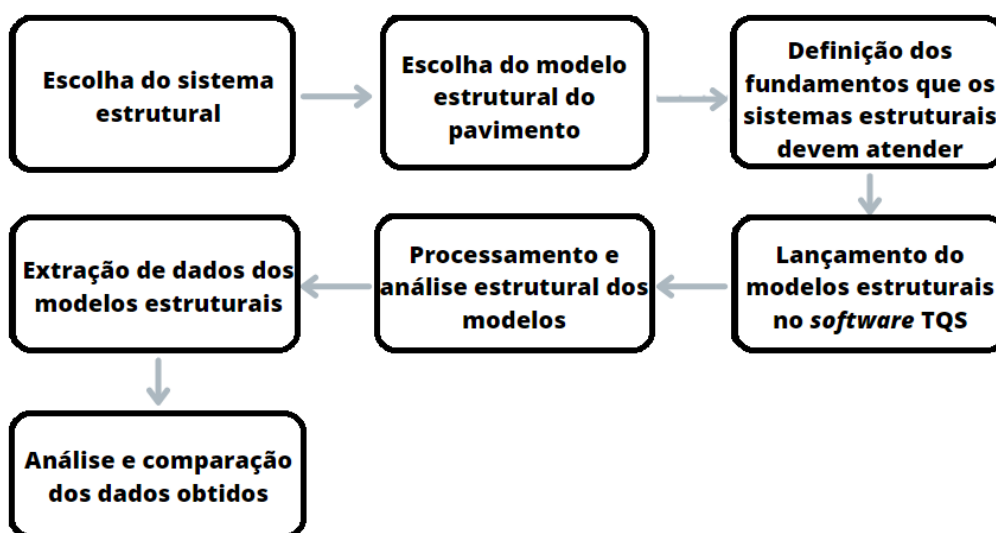 Escolha do sistema
estrutural
Escolha do modelo
estrutural do
pavimento
Definição dos
fundamentos que os
sistemas estruturais
devem atender
Lançamento do
modelos estruturais
no software TQS
Processamento e
análise estrutural dos
modelos
Extração de dados dos
modelos estruturais
Análise e comparação
dos dados obtidos